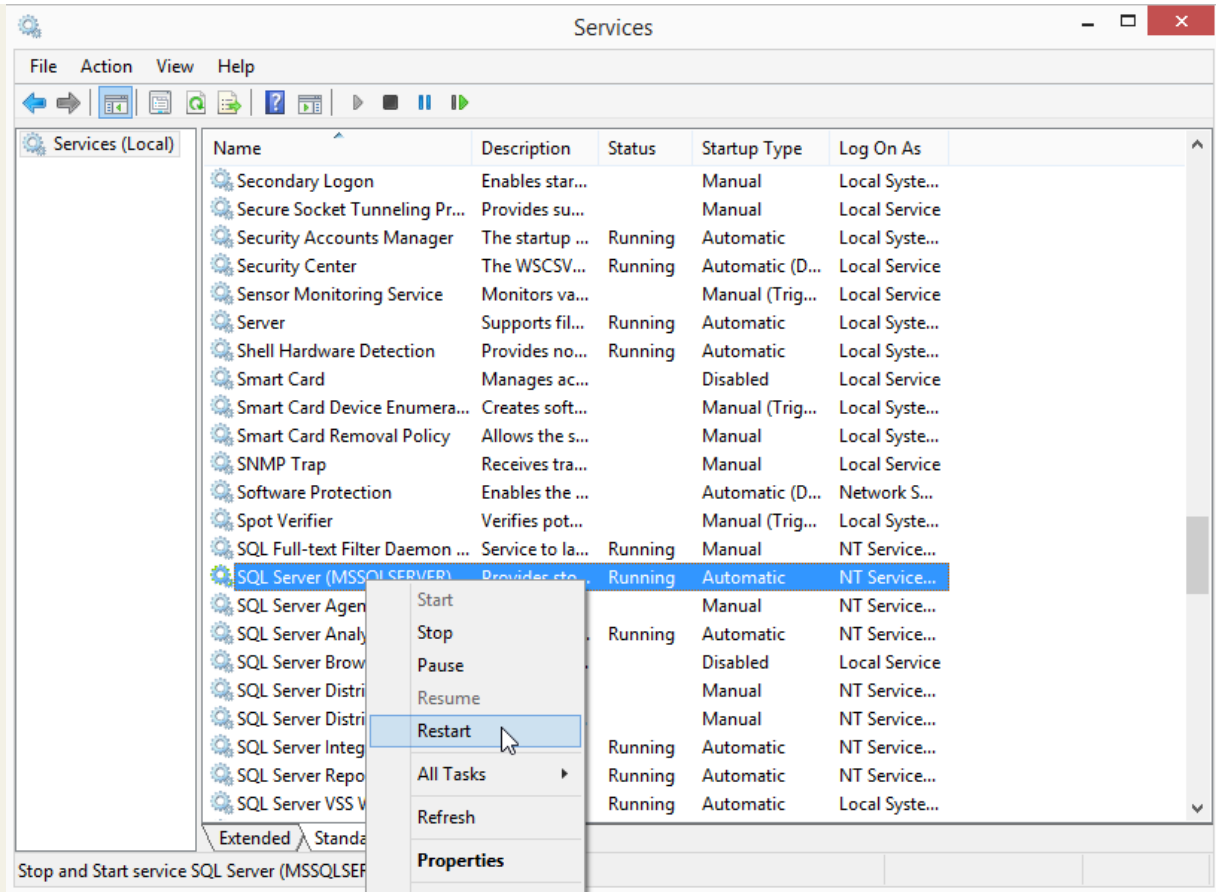 Services
File Action View Help
Services (Local)
Name Description Status Startup Type Log On As
Secondary Logon Enables star... Manual Local Syste...
Secure Socket Tunneling Pr... Provides su... Manual Local Service
Security Accounts Manager The startup ... Running Automatic Local Syste...
Security Center The WSCSV... Running Automatic (D... Local Service
Sensor Monitoring Service Monitors va... Manual (Trig... Local Service
Server Supports fil... Running Automatic Local Syste...
Shell Hardware Detection Provides no... Running Automatic Local Syste...
Smart Card Manages ac... Disabled Local Service
Smart Card Device Enumera... Creates soft... Manual (Trig... Local Syste...
Smart Card Removal Policy Allows the s... Manual Local Syste...
SNMP Trap Receives tra... Manual Local Service
Software Protection Enables the ... Automatic (D... Network S...
Spot Verifier Verifies pot... Manual (Trig... Local Syste...
SQL Full-text Filter Daemon ... Service to la... Running Manual NT Service...
SQL Server (MSSQLSERVER) Provides sto... Running Automatic NT Service...
SQL Server Agen Manual NT Service...
SQL Server Analy Running Automatic NT Service...
SQL Server Brow Disabled Local Service
SQL Server Distri Manual NT Service...
SQL Server Distri Manual NT Service...
SQL Server Integ Running Automatic NT Service...
SQL Server Repo Running Automatic NT Service...
SQL Server VSS W Running Automatic Local Syste...
Start
Stop
Pause
Resume
Restart
All Tasks
Refresh
Properties
Extended Standa
Stop and Start service SQL Server (MSSQLSEF